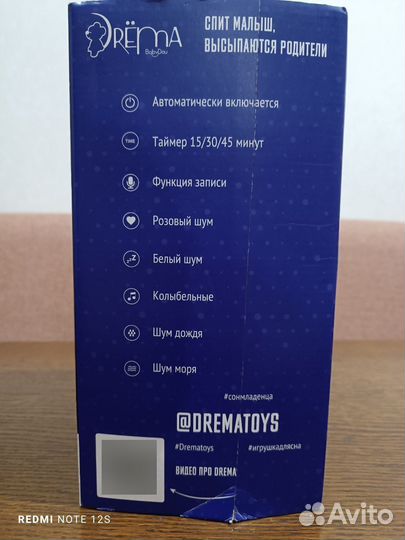 DRЁMA
BabyDou
СПИТ МАЛЫШ,
ВЫСЫПАЮТСЯ РОДИТЕЛИ
Автоматически включается
TIME
Таймер 15/30/45 минут
Функция записи
Розовый шум
Белый шум
Колыбельные
Шум дождя
Шум моря
#сонмладенца
@DREMATOYS
#Drematoys #игрушкадлясна
ВИДЕО ПРО DREMA
REDMI NOTE 12S
Avito